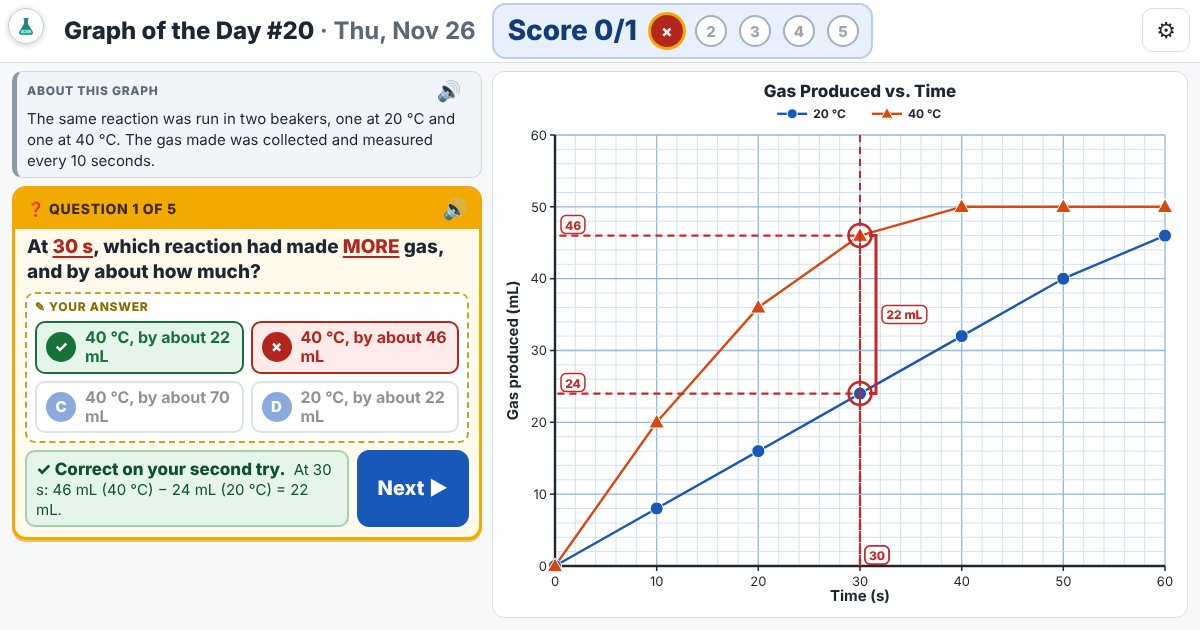 Graph of the Day #20 · Thu, Nov 26
Score 0/1
2
3
4
5
ABOUT THIS GRAPH
The same reaction was run in two beakers, one at 20 °C and
one at 40 °C. The gas made was collected and measured
every 10 seconds.
❓ QUESTION 1 OF 5
At 30 s, which reaction had made MORE gas,
and by about how much?
✎ YOUR ANSWER
✓ 40 °C, by about 22
mL
× 40 °C, by about 46
mL
C 40 °C, by about 70
mL
D 20 °C, by about 22
mL
✓ Correct on your second try. At 30
s: 46 mL (40 °C) − 24 mL (20 °C) = 22
mL.
Next ▶
Gas Produced vs. Time
20 °C
40 °C
Gas produced (mL)
60
50
40
30
20
10
0
46
24
22 mL
30
0 10 20 30 40 50 60
Time (s)